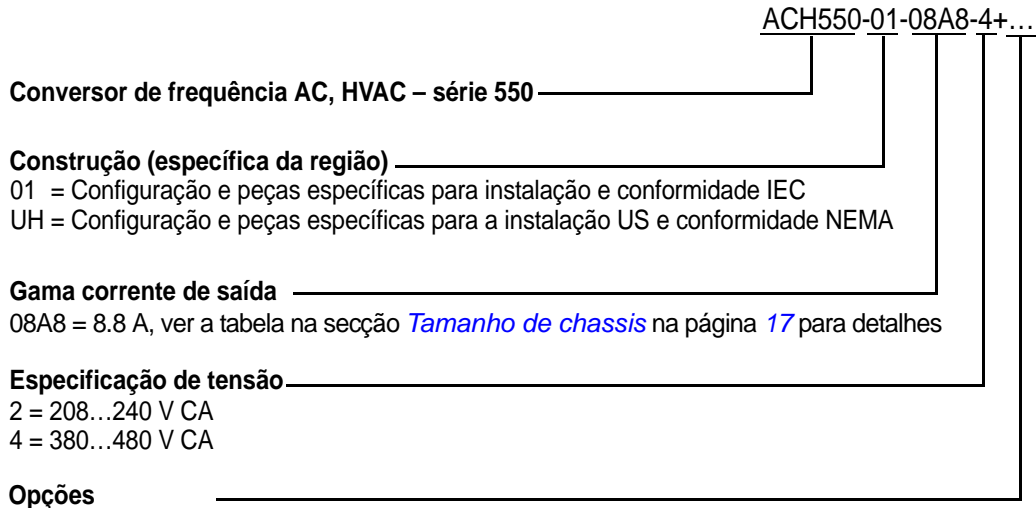 ACH550-01-08A8-4+…
Conversor de frequência AC, HVAC – série 550
Construção (específica da região)
01 = Configuração e peças específicas para instalação e conformidade IEC
UH = Configuração e peças específicas para a instalação US e conformidade NEMA
Gama corrente de saída
08A8 = 8.8 A, ver a tabela na secção Tamanho de chassis na página 17 para detalhes
Especificação de tensão
2 = 208…240 V CA
4 = 380…480 V CA
Opções